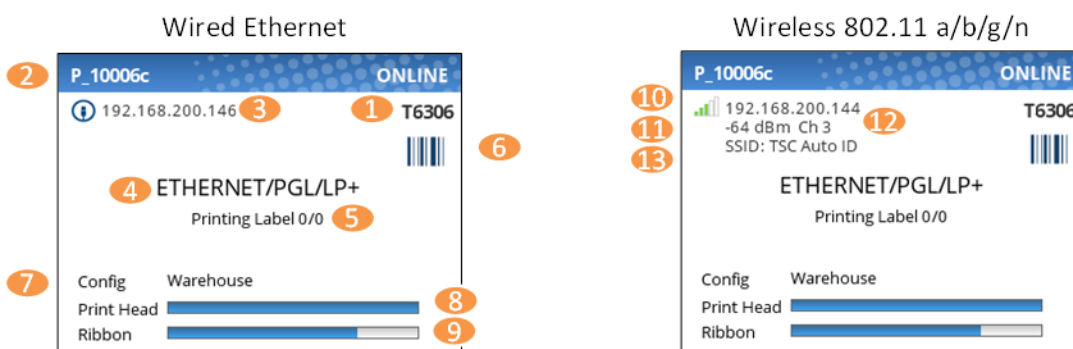 Wired Ethernet
2 P_10006c ONLINE
192.168.200.146 3 1 T6306
6
4 ETHERNET/PGL/LP+
Printing Label 0/0 5
7 Config Warehouse
Print Head 8
Ribbon 9
Wireless 802.11 a/b/g/n
P_10006c ONLINE
10 192.168.200.144 T6306
11 -64 dBm Ch 3 12
13 SSID: TSC Auto ID
ETHERNET/PGL/LP+
Printing Label 0/0
Config Warehouse
Print Head
Ribbon